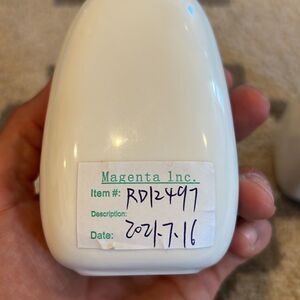 Magenta Inc.
Item #: RD12497
Description:
Date: 2021.7.16